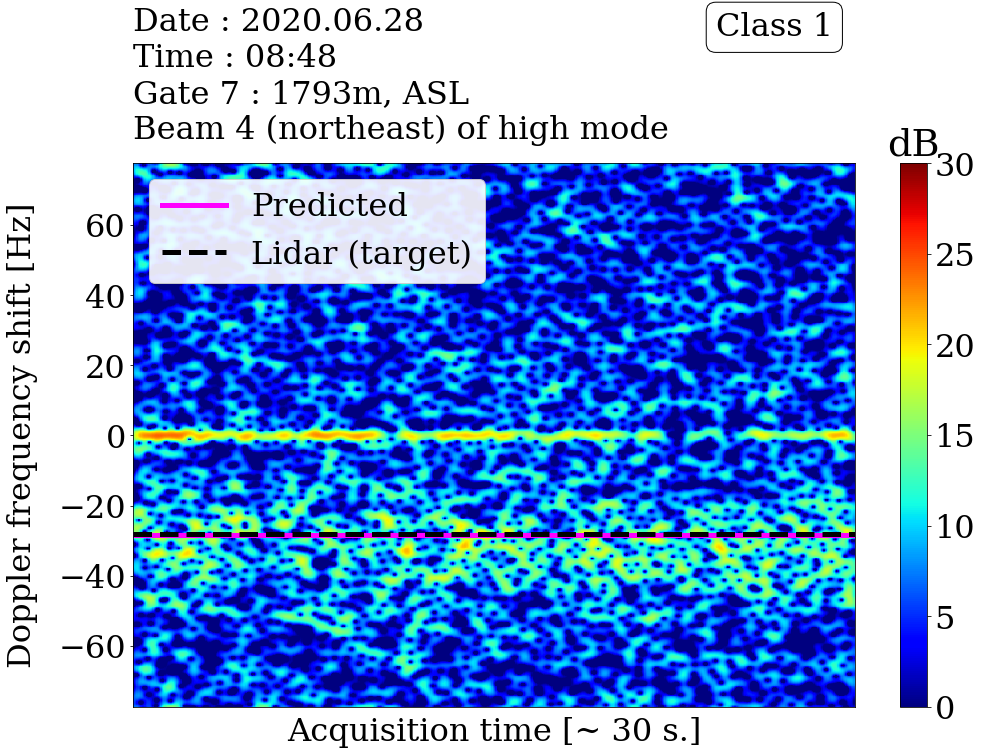 Date : 2020.06.28
Time : 08:48
Gate 7 : 1793m, ASL
Beam 4 (northeast) of high mode
Class 1
dB
Predicted
Lidar (target)
Doppler frequency shift [Hz]
60
40
20
0
−20
−40
−60
30
25
20
15
10
5
0
Acquisition time [~ 30 s.]